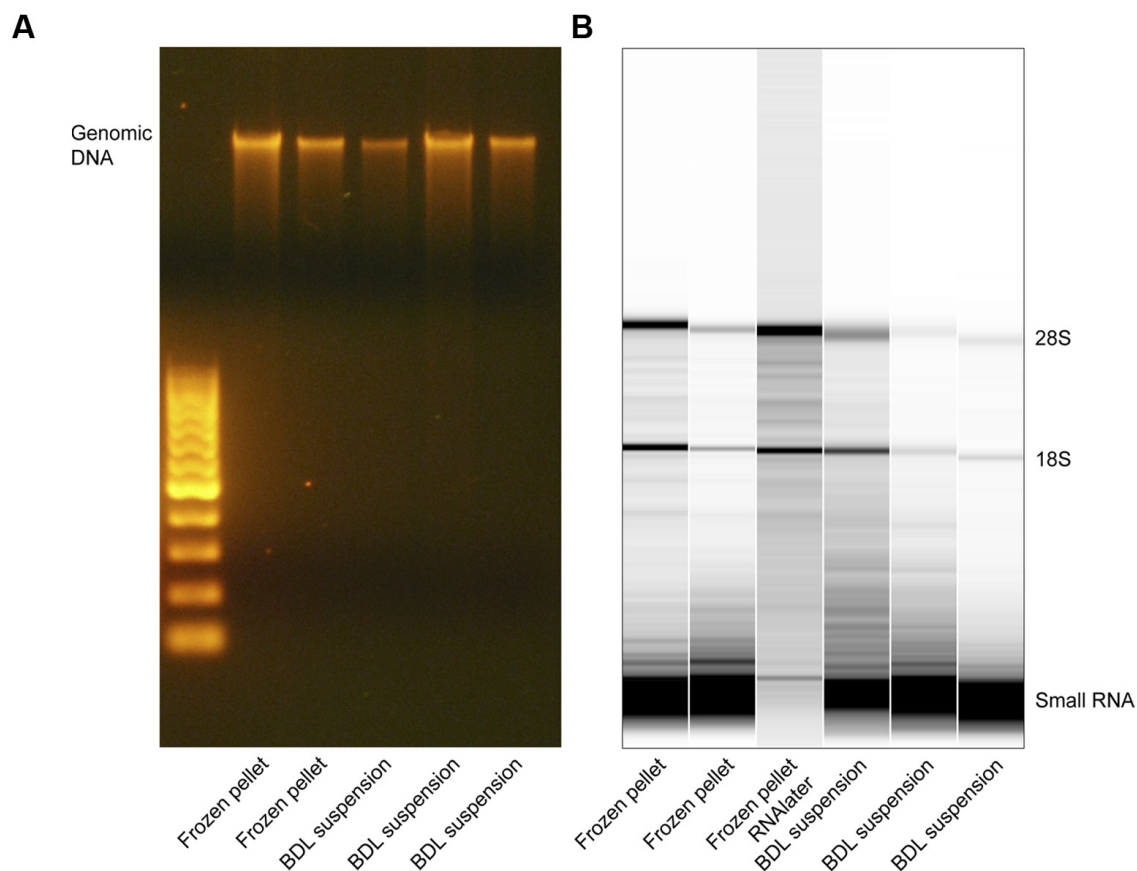 A
B
Genomic
DNA
28S
18S
Small RNA
Frozen pellet
Frozen pellet
BDL suspension
BDL suspension
BDL suspension
Frozen pellet
Frozen pellet
Frozen pellet
RNAlater
BDL suspension
BDL suspension
BDL suspension